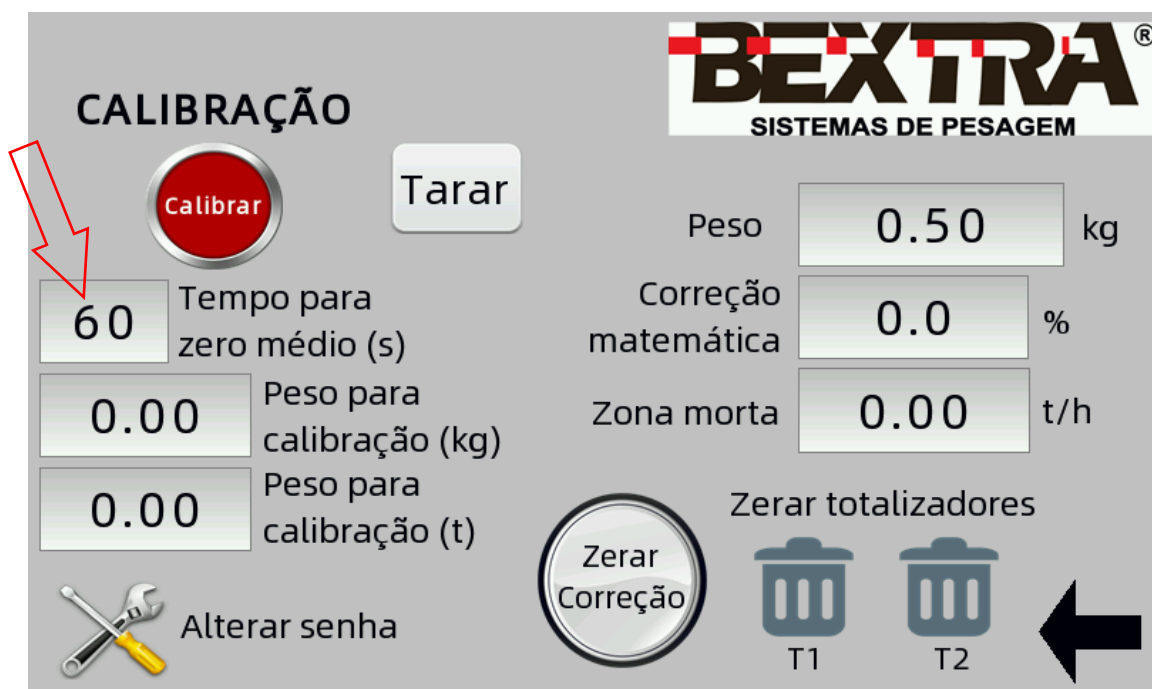 BEXTRA®
SISTEMAS DE PESAGEM
CALIBRAÇÃO
Calibrar
Tarar
Peso
0.50
kg
60
Tempo para
zero médio (s)
Correção
matemática
0.0
%
0.00
Peso para
calibração (kg)
Zona morta
0.00
t/h
0.00
Peso para
calibração (t)
Zerar
Correção
Zerar totalizadores
T1
T2
Alterar senha